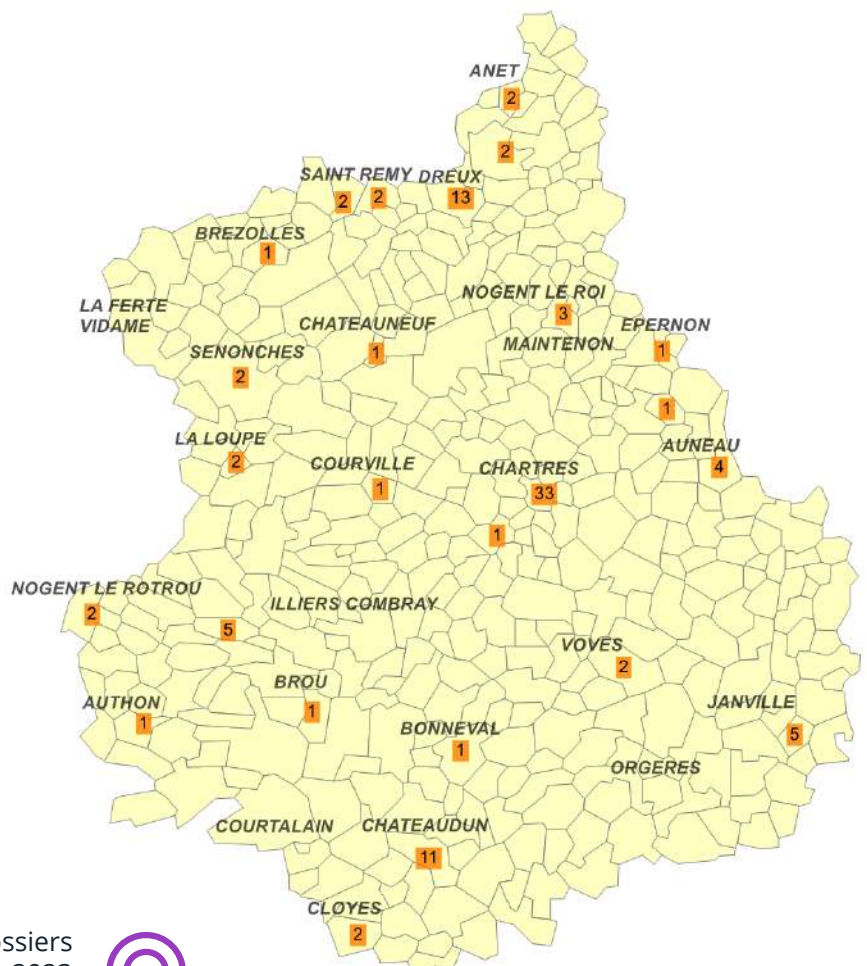 ANET
2
2
SAINT REMY
DREUX
2
2
13
BREZOLLES
1
NOGENT LE ROI
3
LA FERTE
VIDAME
CHATEAUNEUF
1
EPERNON
1
MAINTENON
SENONCHES
2
1
LA LOUPE
2
COURVILLE
1
CHARTRES
33
AUNEAU
4
1
NOGENT LE ROTROU
2
ILLIERS COMBRAY
5
VOVES
2
BROU
1
AUTHON
1
JANVILLE
5
BONNEVAL
1
ORGERES
COURTALAIN
CHATEAUDUN
11
CLOYES
2